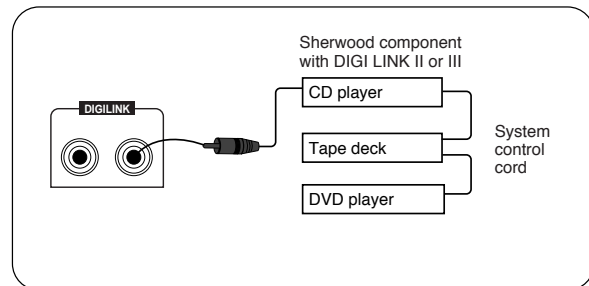 Sherwood component
with DIGI LINK II or III
DIGILINK
CD player
Tape deck
DVD player
System
control
cord